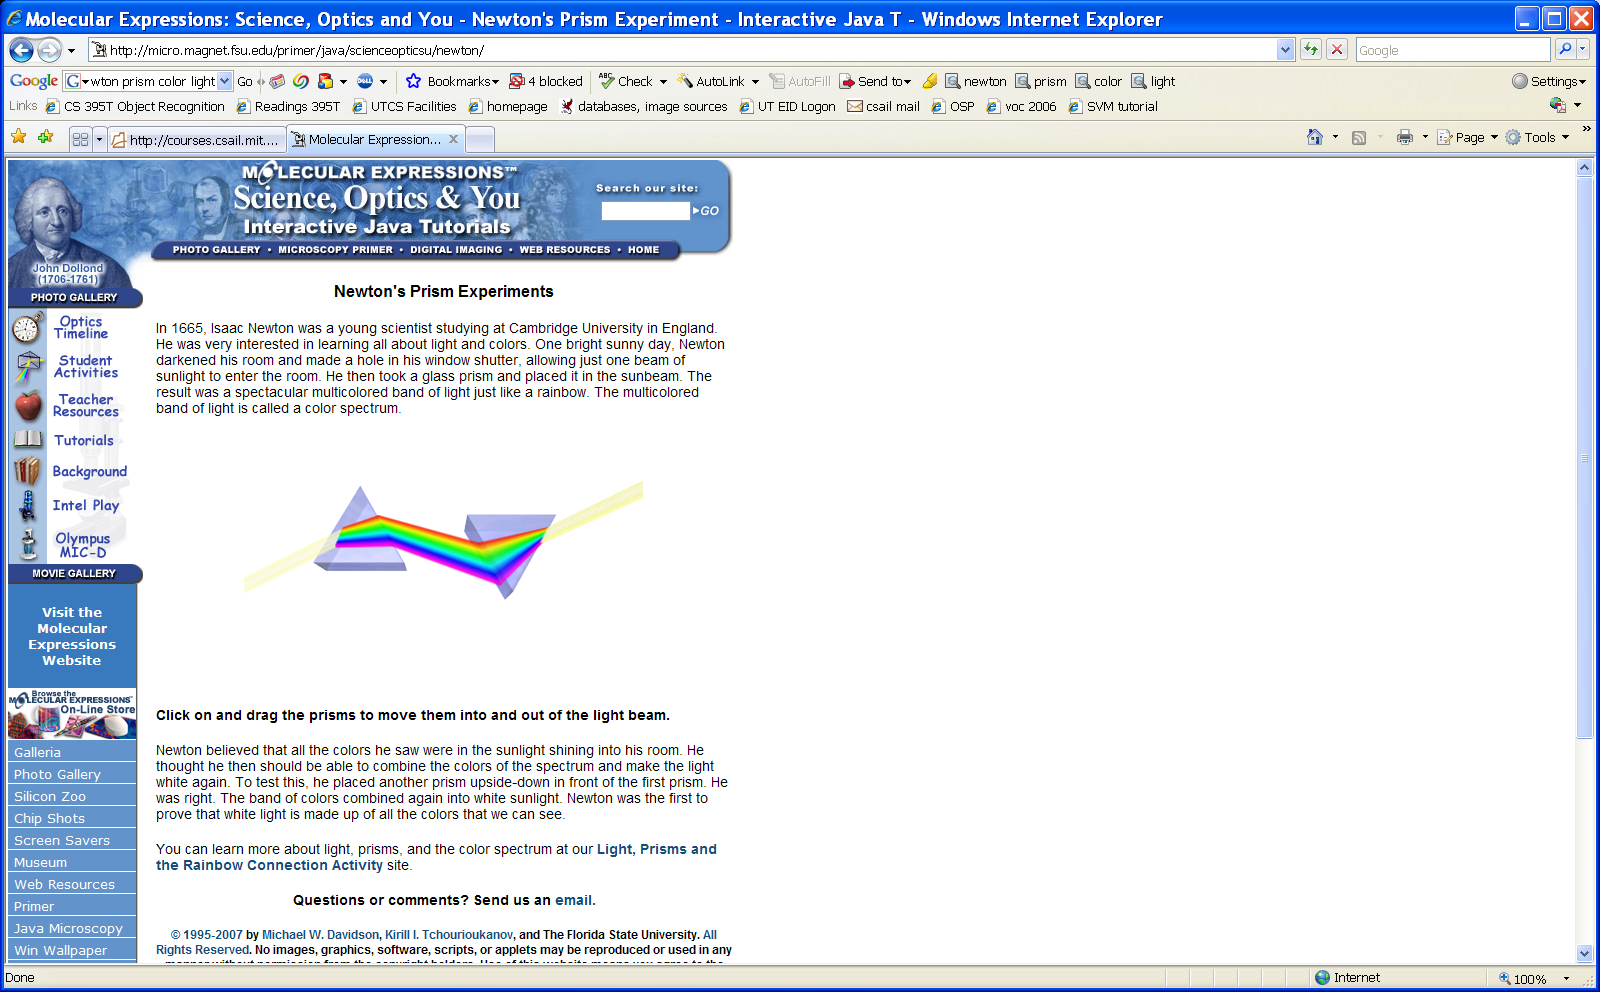 Molecular Expressions: Science, Optics and You - Newton's Prism Experiment - Interactive Java T - Windows Internet Explorer
http://micro.magnet.fsu.edu/primer/java/scienceopticsu/newton/
Google
Google wton prism color light Go Bookmarks 4 blocked Check AutoLink AutoFill Send to newton prism color light Settings
Links CS 395T Object Recognition Readings 395T UTCS Facilities homepage databases, image sources UT EID Logon csail mail OSP voc 2006 SVM tutorial
http://courses.csail.mit.... Molecular Expression... Page Tools
MOLECULAR EXPRESSIONS™
Science, Optics & You
Interactive Java Tutorials
Search our site:
GO
PHOTO GALLERY • MICROSCOPY PRIMER • DIGITAL IMAGING • WEB RESOURCES • HOME
John Dollond
(1706-1761)
PHOTO GALLERY
Optics
Timeline
Student
Activities
Teacher
Resources
Tutorials
Background
Intel Play
Olympus
MIC-D
MOVIE GALLERY
Visit the
Molecular
Expressions
Website
Browse the
MOLECULAR EXPRESSIONS™
On-Line Store
Galleria
Photo Gallery
Silicon Zoo
Chip Shots
Screen Savers
Museum
Web Resources
Primer
Java Microscopy
Win Wallpaper
Newton's Prism Experiments
In 1665, Isaac Newton was a young scientist studying at Cambridge University in England.
He was very interested in learning all about light and colors. One bright sunny day, Newton
darkened his room and made a hole in his window shutter, allowing just one beam of
sunlight to enter the room. He then took a glass prism and placed it in the sunbeam. The
result was a spectacular multicolored band of light just like a rainbow. The multicolored
band of light is called a color spectrum.
Click on and drag the prisms to move them into and out of the light beam.
Newton believed that all the colors he saw were in the sunlight shining into his room. He
thought he then should be able to combine the colors of the spectrum and make the light
white again. To test this, he placed another prism upside-down in front of the first prism. He
was right. The band of colors combined again into white sunlight. Newton was the first to
prove that white light is made up of all the colors that we can see.
You can learn more about light, prisms, and the color spectrum at our Light, Prisms and
the Rainbow Connection Activity site.
Questions or comments? Send us an email.
© 1995-2007 by Michael W. Davidson, Kirill I. Tchourioukanov, and The Florida State University. All
Rights Reserved. No images, graphics, software, scripts, or applets may be reproduced or used in any
Done
Internet
100%